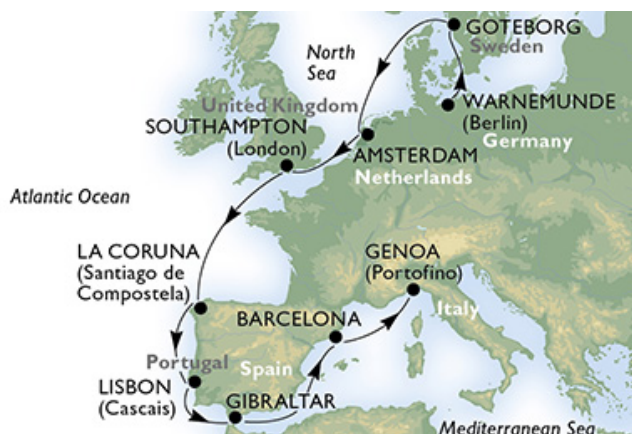 GOTEBORG
Sweden
North
Sea
WARNEMUNDE
(Berlin)
Germany
United Kingdom
SOUTHAMPTON
(London)
AMSTERDAM
Netherlands
Atlantic Ocean
LA CORUNA
(Santiago de
Compostela)
GENOA
(Portofino)
Italy
BARCELONA
Portugal
Spain
LISBON
(Cascais)
GIBRALTAR
Mediterranean Sea